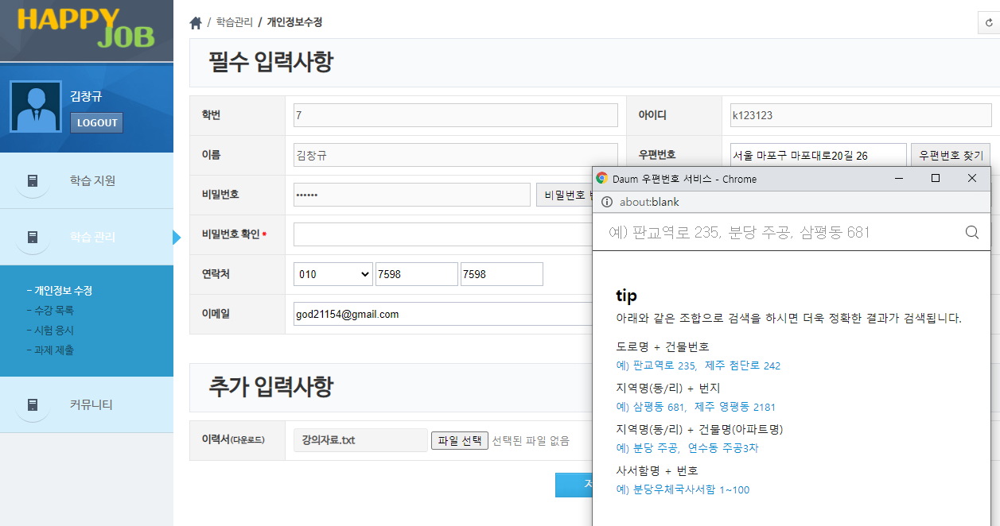 HAPPY
JOB
김창규
LOGOUT
학습 지원
학습 관리
- 개인정보 수정
- 수강 목록
- 시험 응시
- 과제 제출
커뮤니티
/ 학습관리 / 개인정보수정
필수 입력사항
학번 7 아이디 k123123
이름 김창규 우편번호 서울 마포구 마포대로20길 26 우편번호 찾기
비밀번호 •••••• 비밀번호
비밀번호 확인 *
연락처 010 7598 7598
이메일 god21154@gmail.com
추가 입력사항
이력서(다운로드) 강의자료.txt 파일 선택 선택된 파일 없음
Daum 우편번호 서비스 - Chrome
about:blank
예) 판교역로 235, 분당 주공, 삼평동 681
tip
아래와 같은 조합으로 검색을 하시면 더욱 정확한 결과가 검색됩니다.
도로명 + 건물번호
예) 판교역로 235, 제주 첨단로 242
지역명(동/리) + 번지
예) 삼평동 681, 제주 영평동 2181
지역명(동/리) + 건물명(아파트명)
예) 분당 주공, 연수동 주공3차
사서함명 + 번호
예) 분당우체국사서함 1~100